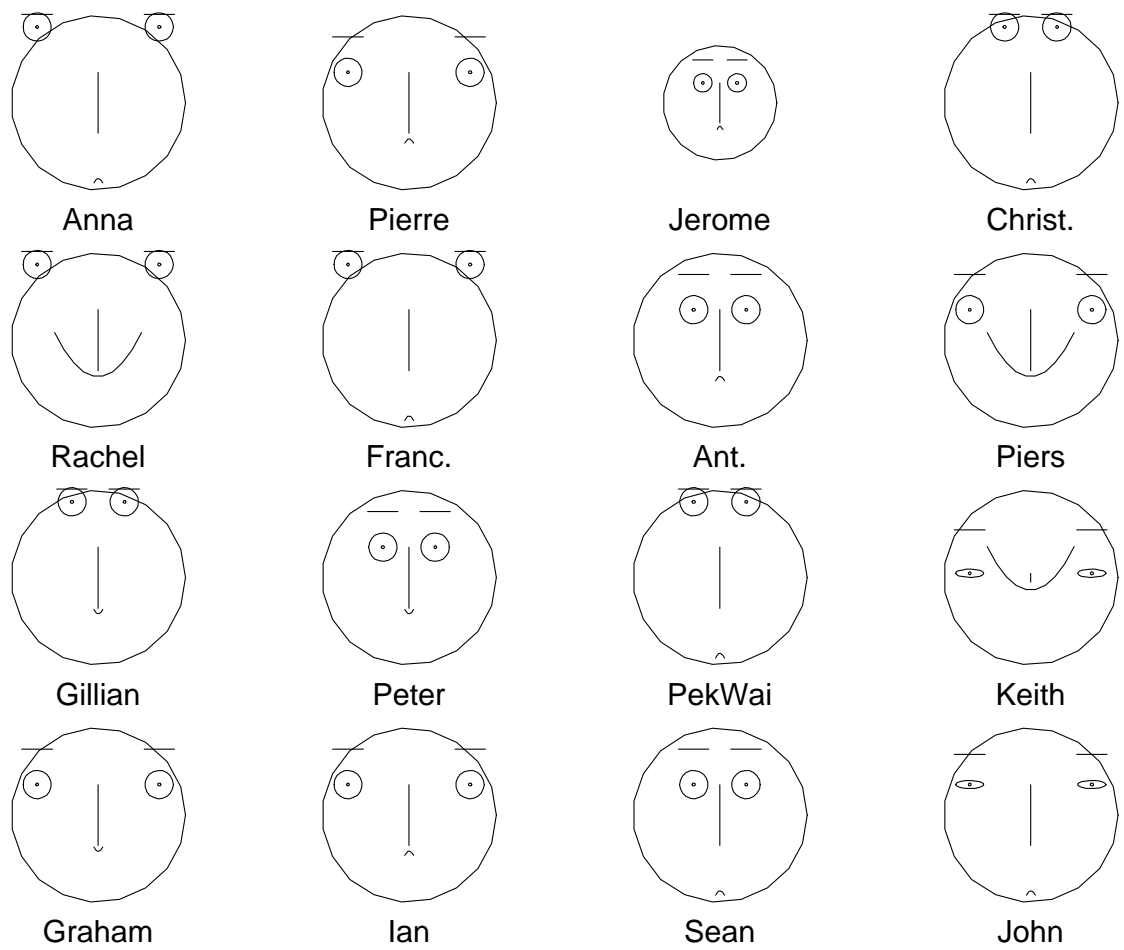 Anna Pierre Jerome Christ.
Rachel Franc. Ant. Piers
Gillian Peter PekWai Keith
Graham Ian Sean John